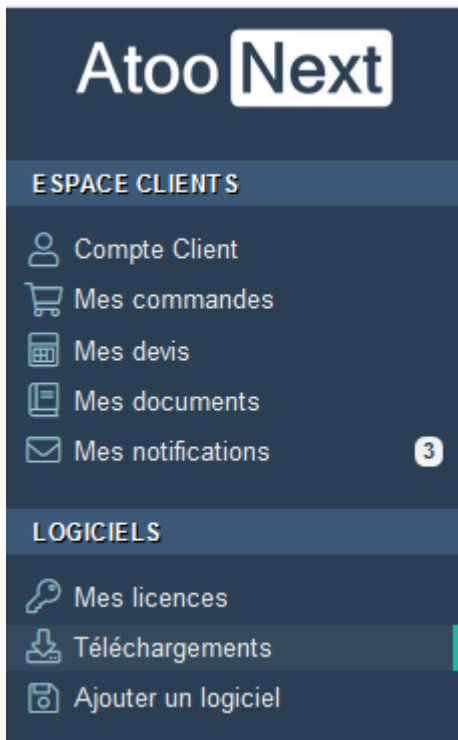 Atoo Next
ESPACE CLIENTS
Compte Client
Mes commandes
Mes devis
Mes documents
Mes notifications 3
LOGICIELS
Mes licences
Téléchargements
Ajouter un logiciel